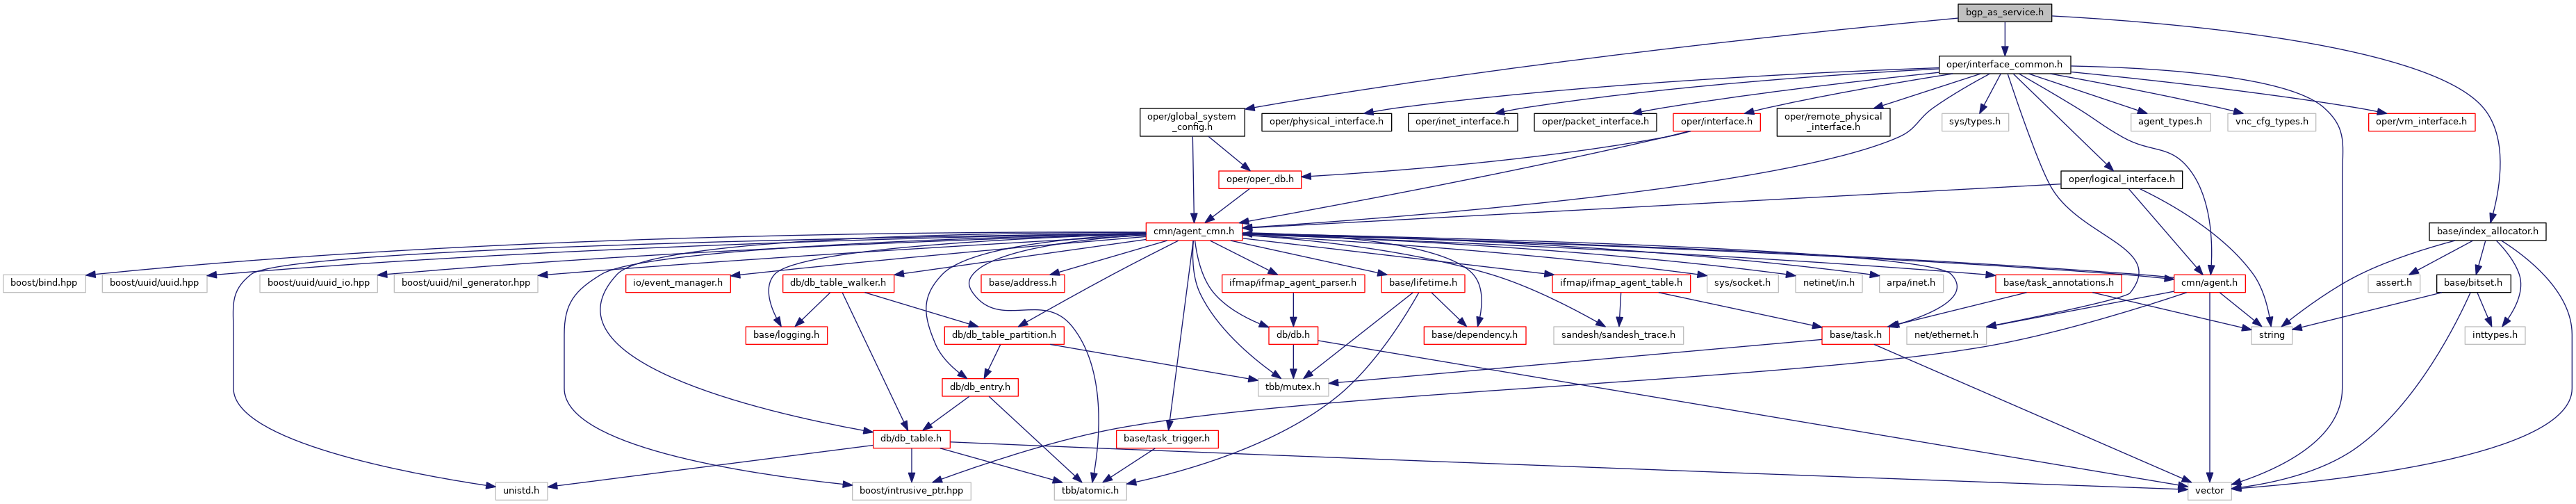 bgp_as_service.h
oper/interface_common.h
oper/global_system
_config.h
oper/physical_interface.h
oper/inet_interface.h
oper/packet_interface.h
oper/interface.h
oper/remote_physical
_interface.h
sys/types.h
agent_types.h
vnc_cfg_types.h
oper/vm_interface.h
oper/oper_db.h
oper/logical_interface.h
cmn/agent_cmn.h
base/index_allocator.h
boost/bind.hpp
boost/uuid/uuid.hpp
boost/uuid/uuid_io.hpp
boost/uuid/nil_generator.hpp
io/event_manager.h
db/db_table_walker.h
base/address.h
ifmap/ifmap_agent_parser.h
base/lifetime.h
ifmap/ifmap_agent_table.h
sys/socket.h
netinet/in.h
arpa/inet.h
base/task_annotations.h
cmn/agent.h
assert.h
base/bitset.h
base/logging.h
db/db_table_partition.h
db/db.h
base/dependency.h
sandesh/sandesh_trace.h
base/task.h
net/ethernet.h
string
inttypes.h
db/db_entry.h
tbb/mutex.h
db/db_table.h
base/task_trigger.h
unistd.h
boost/intrusive_ptr.hpp
tbb/atomic.h
vector